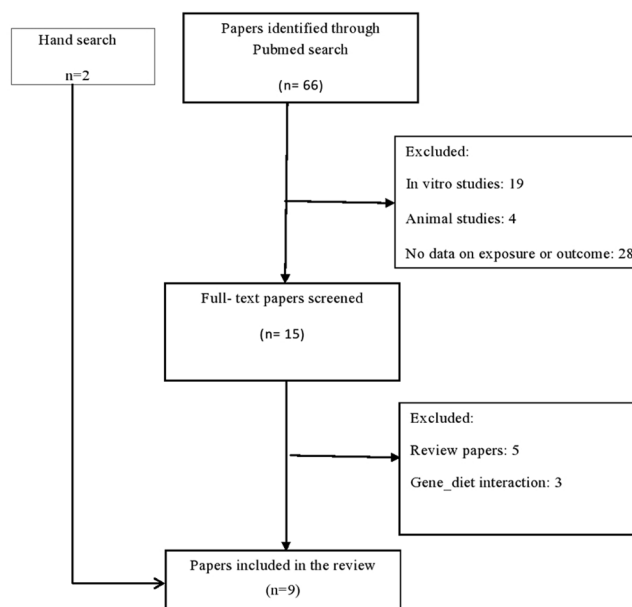 Hand search
n=2
Papers identified through
Pubmed search
(n= 66)
Excluded:
In vitro studies: 19
Animal studies: 4
No data on exposure or outcome: 28
Full- text papers screened
(n= 15)
Excluded:
Review papers: 5
Gene_diet interaction: 3
Papers included in the review
(n=9)